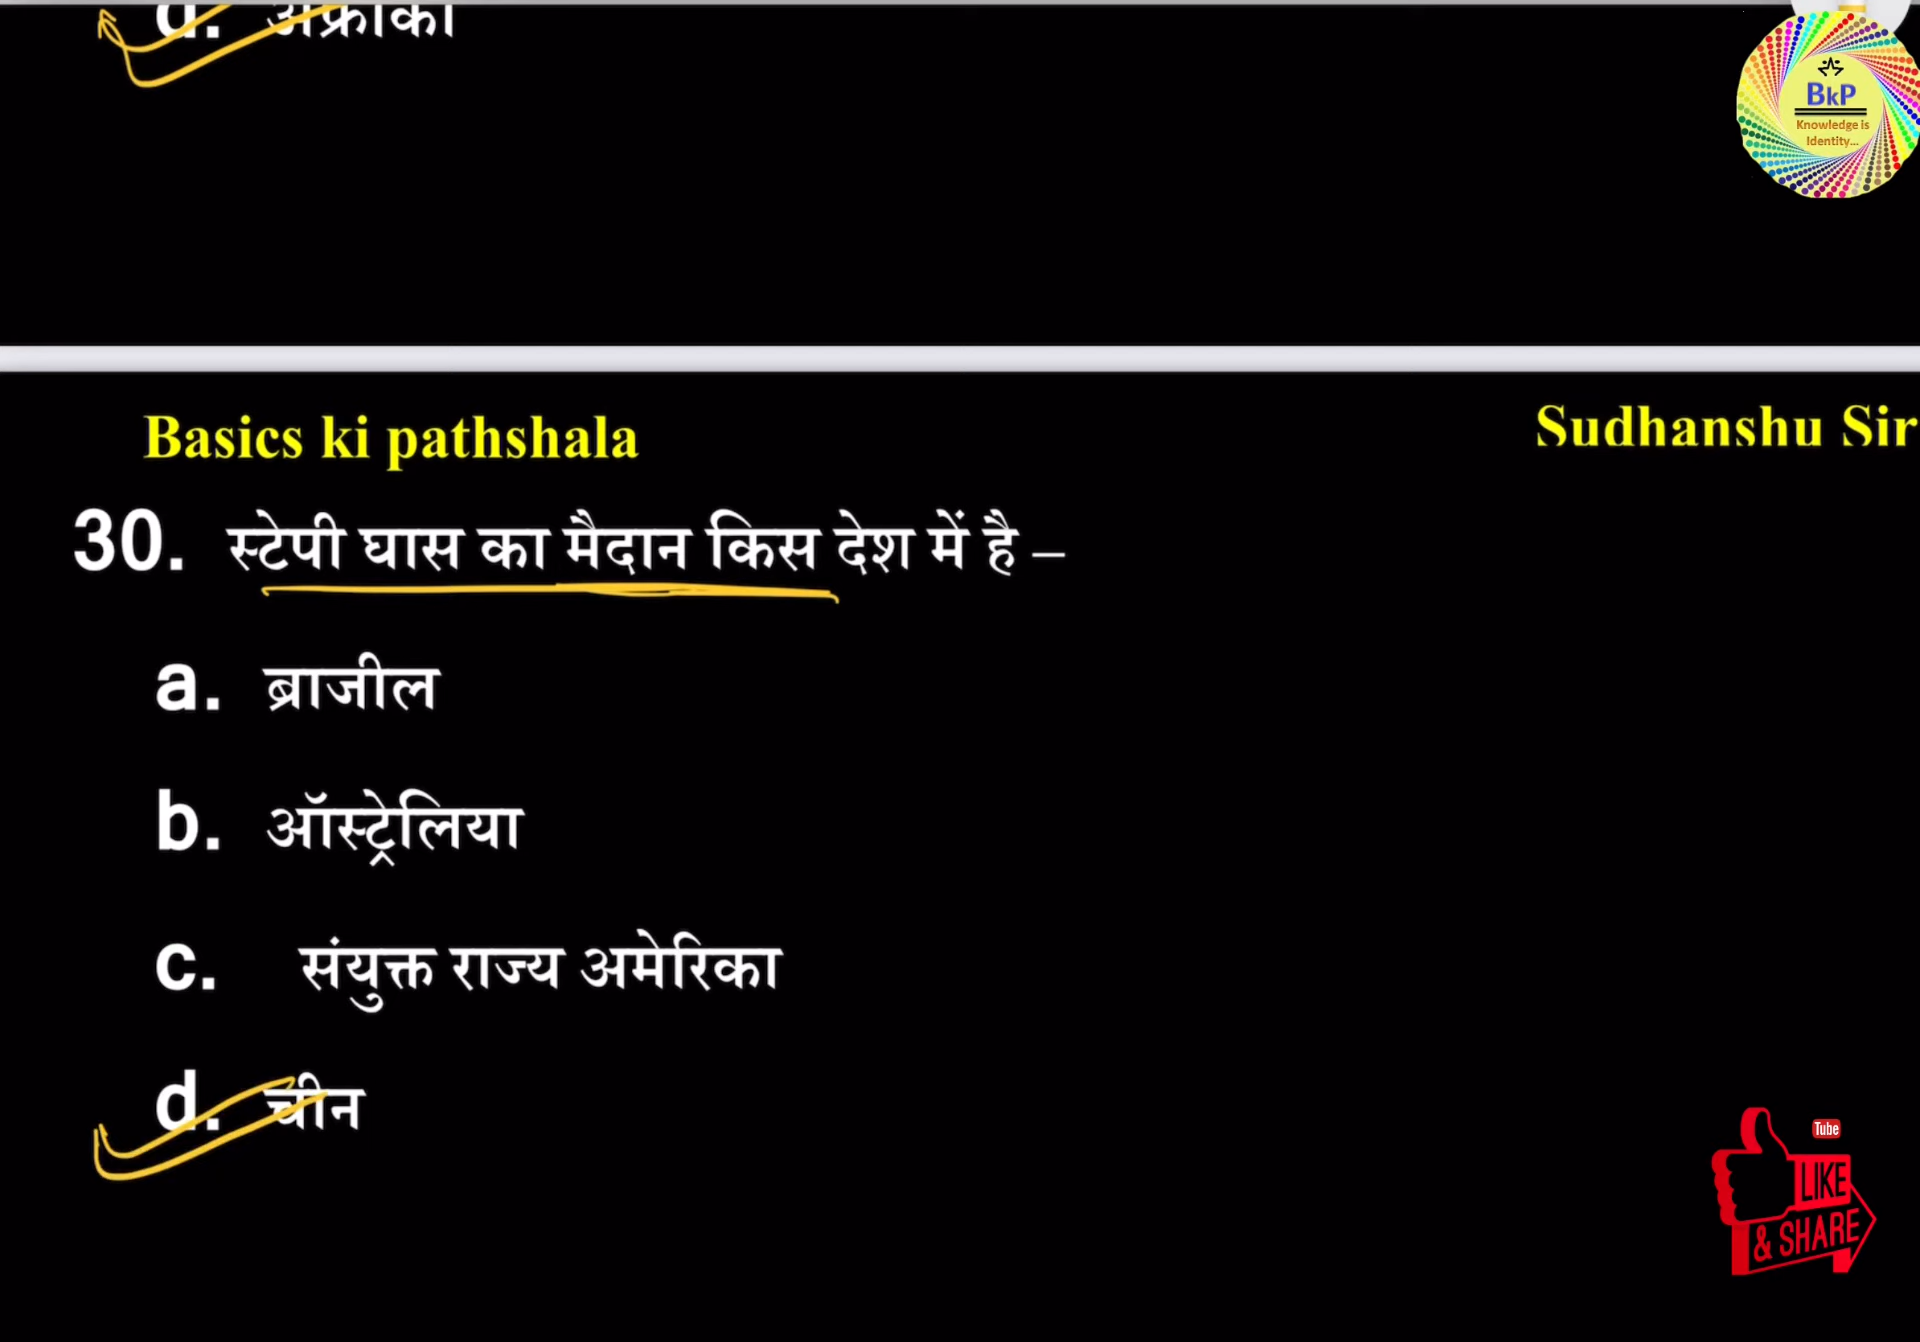 d. अफ्रीका
BkP
Knowledge is
Identity...
Basics ki pathshala
Sudhanshu Sir
30. स्टेपी घास का मैदान किस देश में है –
a. ब्राजील
b. ऑस्ट्रेलिया
c. संयुक्त राज्य अमेरिका
d. चीन
Tube
LIKE
& SHARE